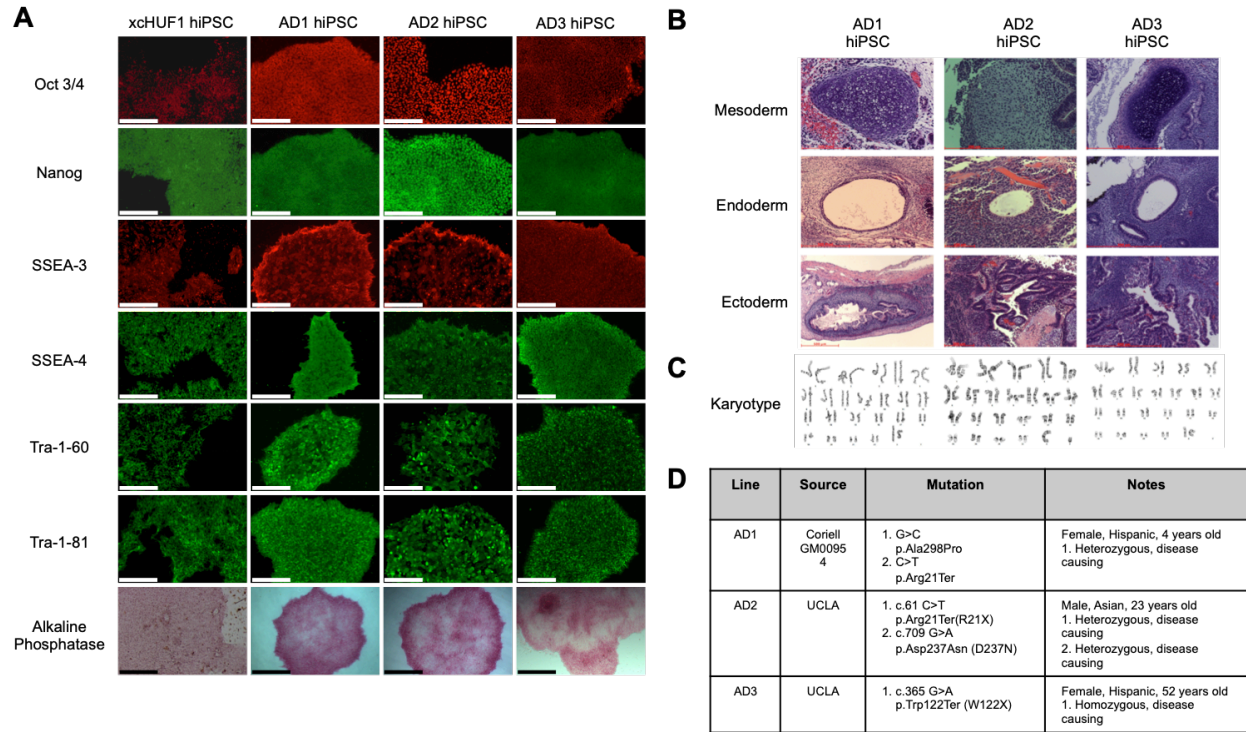 A
xcHUF1 hiPSC AD1 hiPSC AD2 hiPSC AD3 hiPSC
Oct 3/4
Nanog
SSEA-3
SSEA-4
Tra-1-60
Tra-1-81
Alkaline
Phosphatase
B
AD1
hiPSC
AD2
hiPSC
AD3
hiPSC
Mesoderm
Endoderm
Ectoderm
C
Karyotype
D
Line Source Mutation Notes
AD1
Coriell
GM0095
4
1. G>C
p.Ala298Pro
2. C>T
p.Arg21Ter
Female, Hispanic, 4 years old
1. Heterozygous, disease
causing
AD2
UCLA
1. c.61 C>T
p.Arg21Ter(R21X)
2. c.709 G>A
p.Asp237Asn (D237N)
Male, Asian, 23 years old
1. Heterozygous, disease
causing
2. Heterozygous, disease
causing
AD3
UCLA
1. c.365 G>A
p.Trp122Ter (W122X)
Female, Hispanic, 52 years old
1. Homozygous, disease
causing